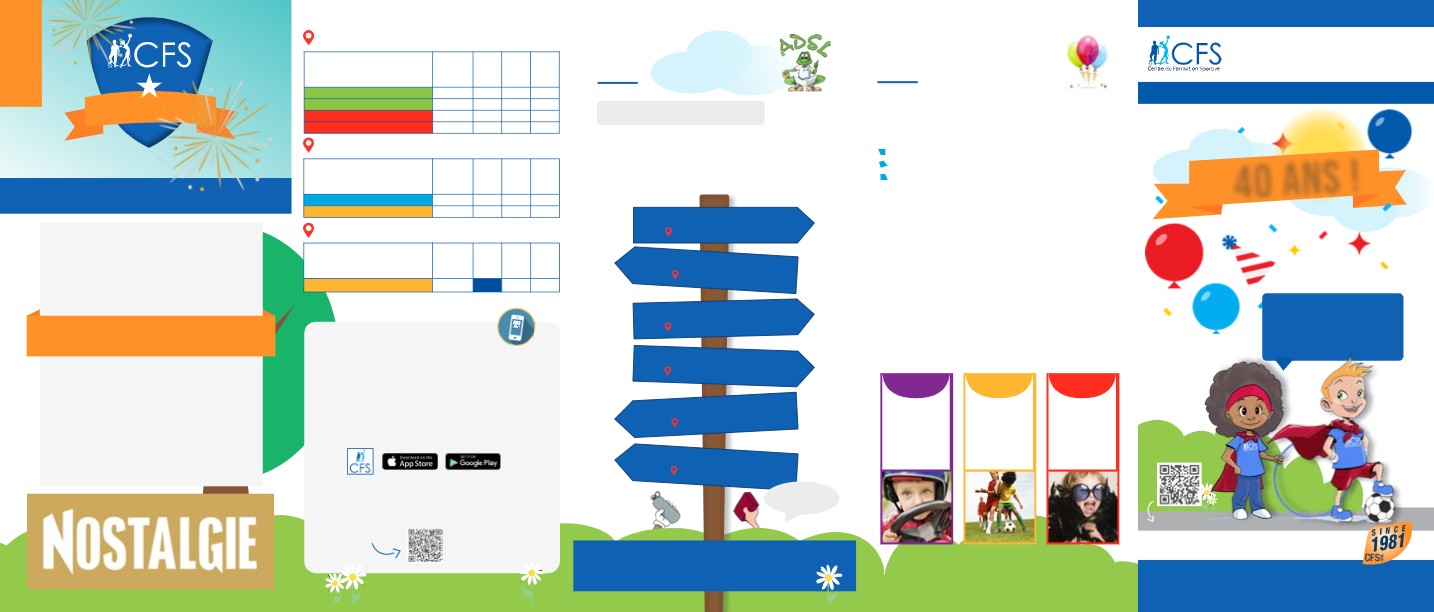 CFS
NOSTALGIE
CFS
Download on the
App Store
GET IT ON
Google Play
ADSL
CFS
Centre de Formation Sportive
40 ANS !
SINCE
1981
CFS